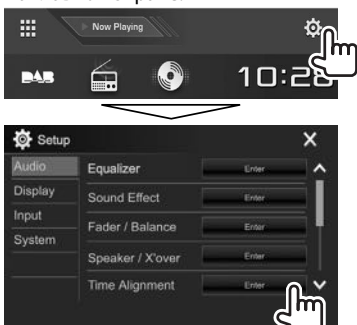 Now Playing
DAB
10:28
Setup
X
Audio
Equalizer
Enter
Display
Sound Effect
Enter
Input
Fader / Balance
Enter
System
Speaker / X'over
Enter
Time Alignment
Enter